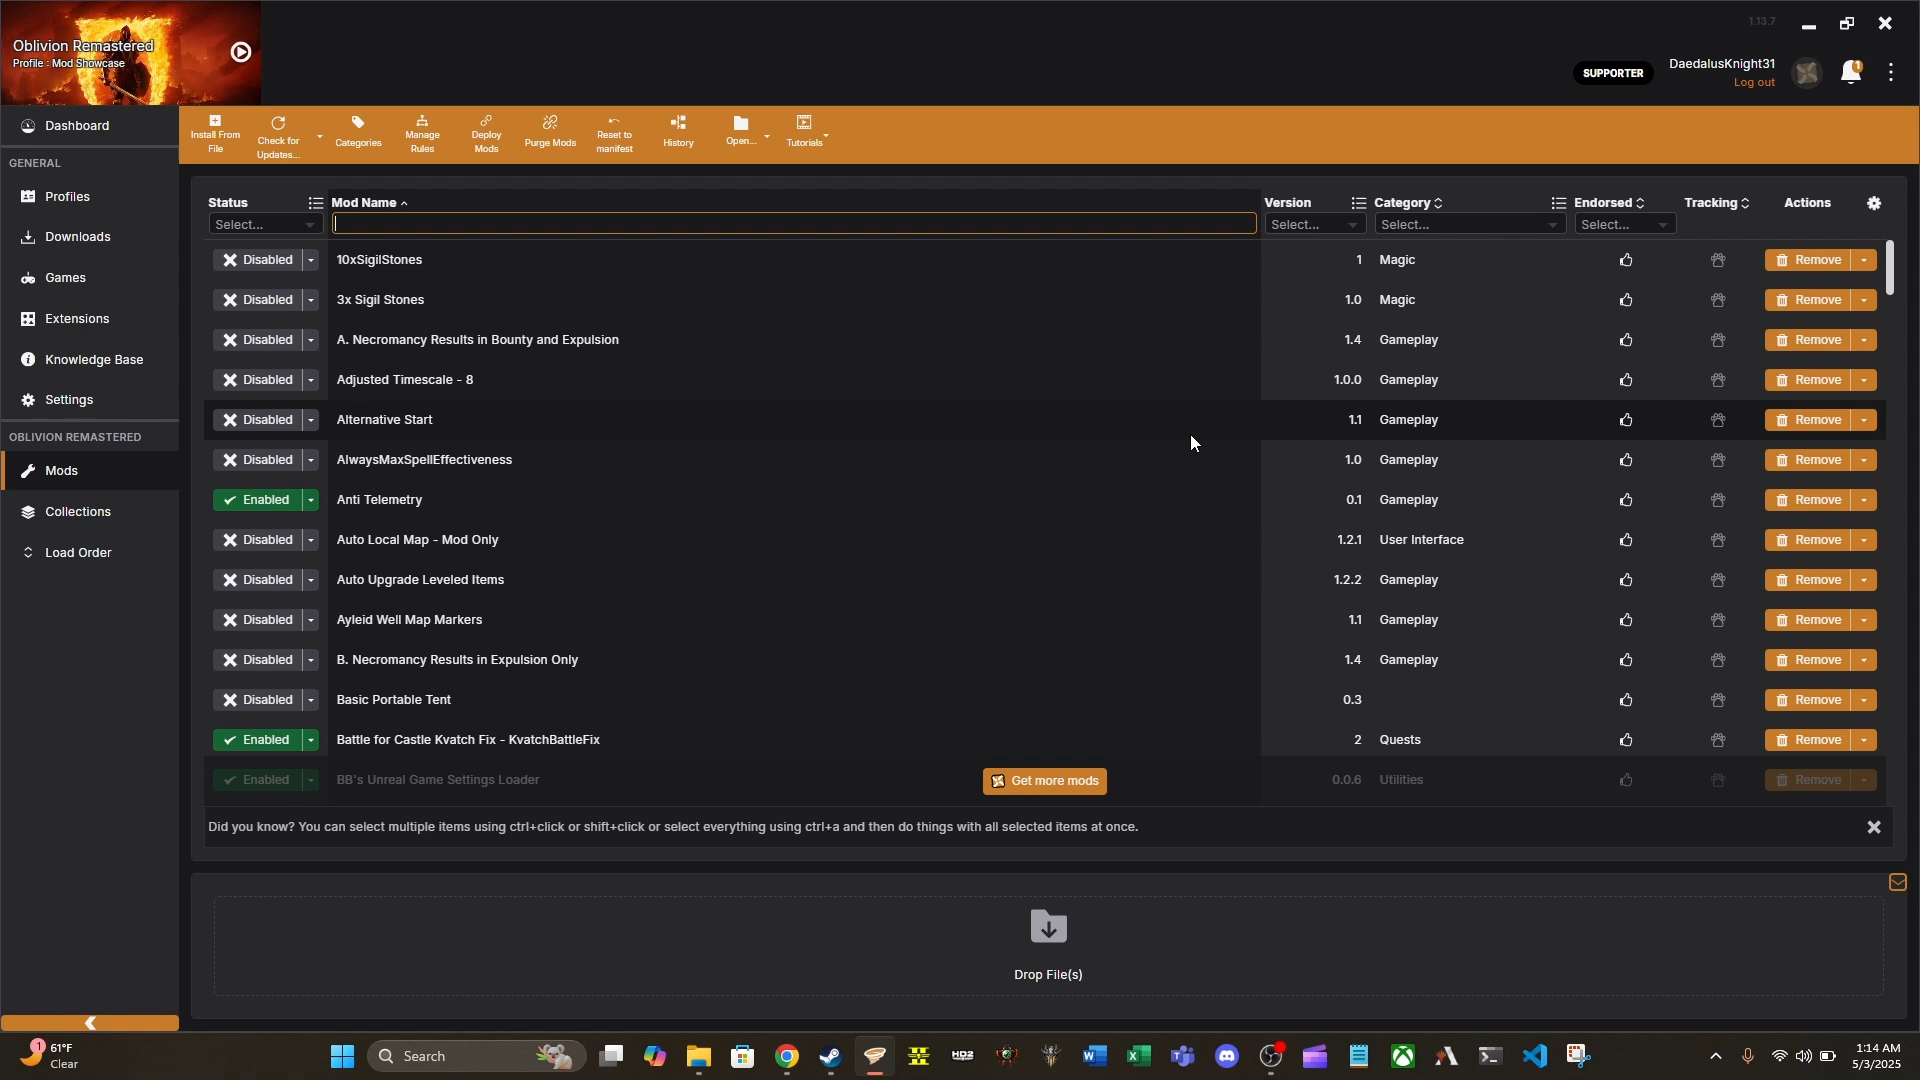 1.13.7
Oblivion Remastered
Profile : Mod Showcase
SUPPORTER
DaedalusKnight31
Log out
1
Dashboard
GENERAL
Profiles
Downloads
Games
Extensions
Knowledge Base
Settings
OBLIVION REMASTERED
Mods
Collections
Load Order
Install From File
Check for Updates...
Categories
Manage Rules
Deploy Mods
Purge Mods
Reset to manifest
History
Open...
Tutorials
Status Mod Name Version Category Endorsed Tracking Actions
Select... Select... Select... Select...
Disabled 10xSigilStones 1 Magic Remove
Disabled 3x Sigil Stones 1.0 Magic Remove
Disabled A. Necromancy Results in Bounty and Expulsion 1.4 Gameplay Remove
Disabled Adjusted Timescale - 8 1.0.0 Gameplay Remove
Disabled Alternative Start 1.1 Gameplay Remove
Disabled AlwaysMaxSpellEffectiveness 1.0 Gameplay Remove
Enabled Anti Telemetry 0.1 Gameplay Remove
Disabled Auto Local Map - Mod Only 1.2.1 User Interface Remove
Disabled Auto Upgrade Leveled Items 1.2.2 Gameplay Remove
Disabled Ayleid Well Map Markers 1.1 Gameplay Remove
Disabled B. Necromancy Results in Expulsion Only 1.4 Gameplay Remove
Disabled Basic Portable Tent 0.3 Remove
Enabled Battle for Castle Kvatch Fix - KvatchBattleFix 2 Quests Remove
Enabled BB's Unreal Game Settings Loader Get more mods 0.0.6 Utilities Remove
Did you know? You can select multiple items using ctrl+click or shift+click or select everything using ctrl+a and then do things with all selected items at once.
Drop File(s)
1
61°F
Clear
Search
HD2
1:14 AM
5/3/2025